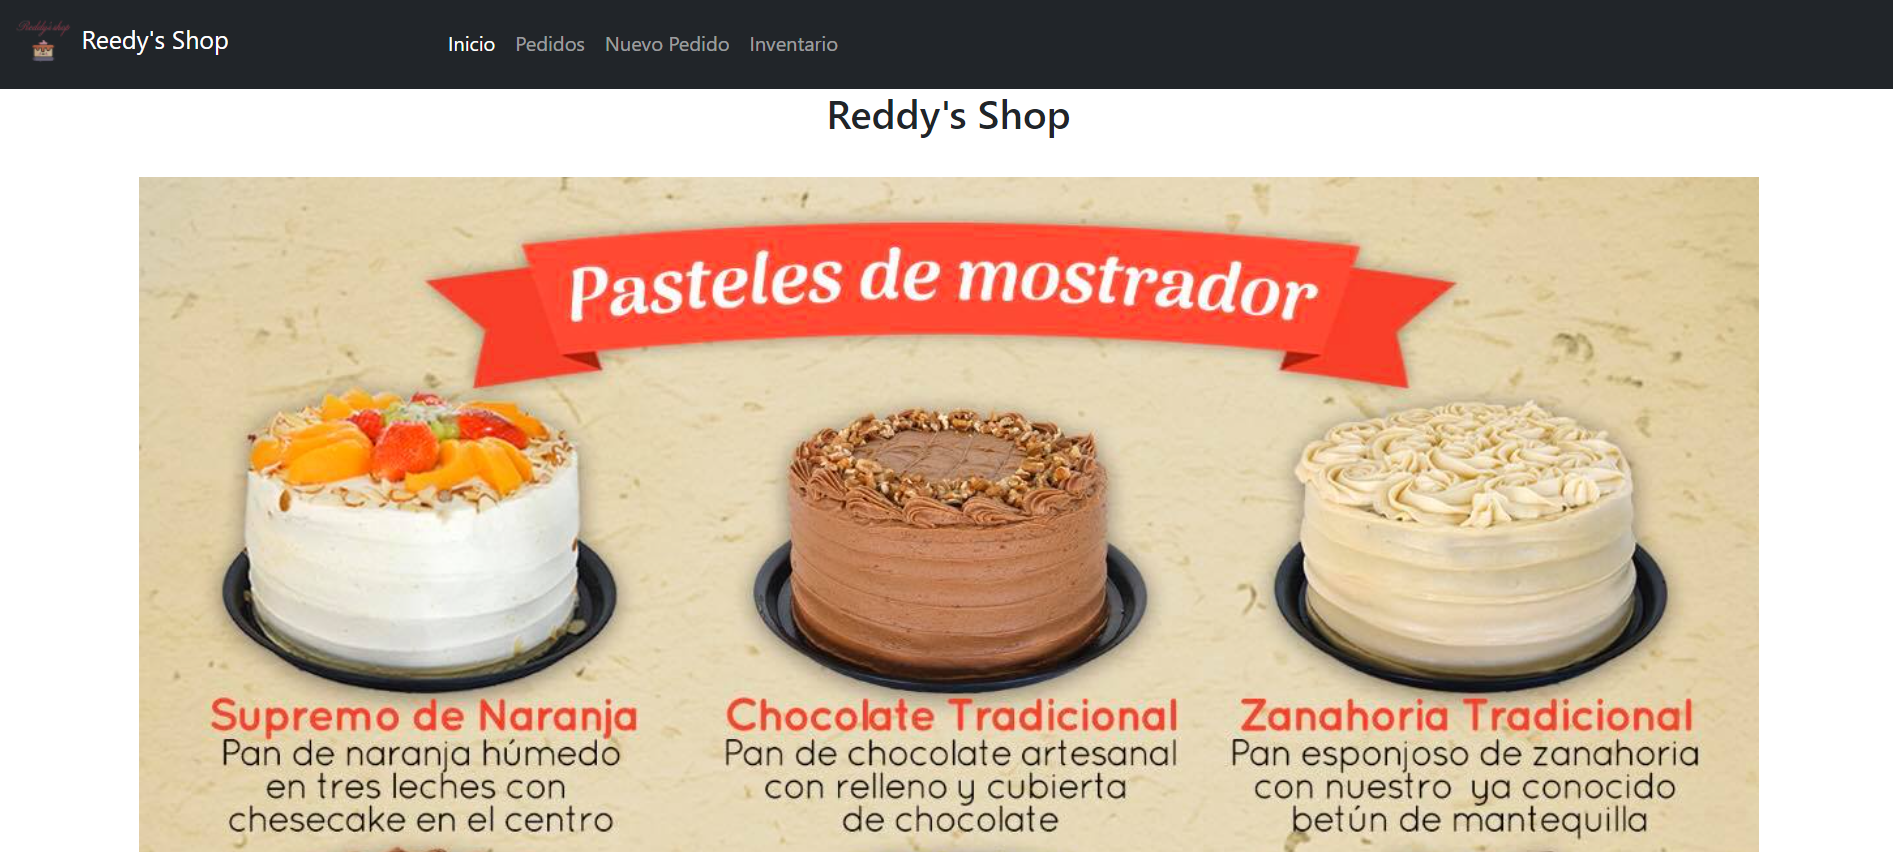 Reddy's shop
Reedy's Shop
Inicio Pedidos Nuevo Pedido Inventario
Reddy's Shop
Pasteles de mostrador
Supremo de Naranja
Pan de naranja húmedo
en tres leches con
chesecake en el centro
Chocolate Tradicional
Pan de chocolate artesanal
con relleno y cubierta
de chocolate
Zanahoria Tradicional
Pan esponjoso de zanahoria
con nuestro ya conocido
betún de mantequilla